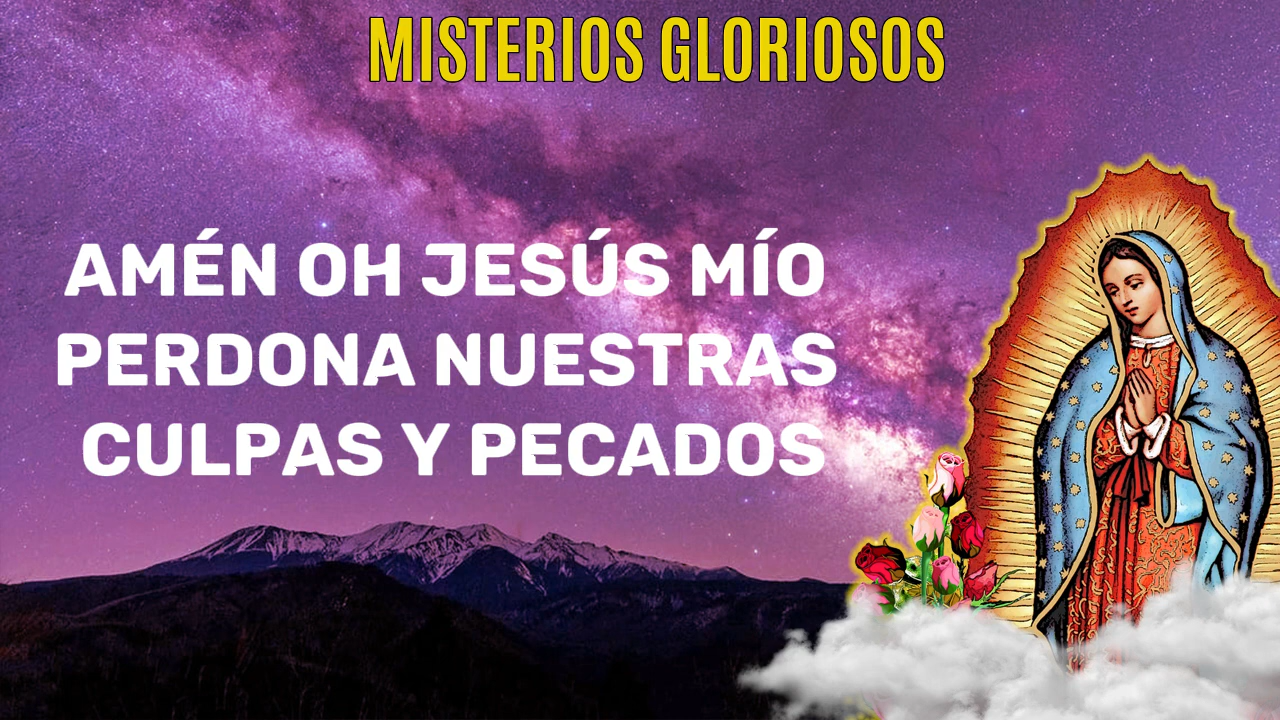 MISTERIOS GLORIOSOS
AMÉN OH JESÚS MÍO
PERDONA NUESTRAS
CULPAS Y PECADOS